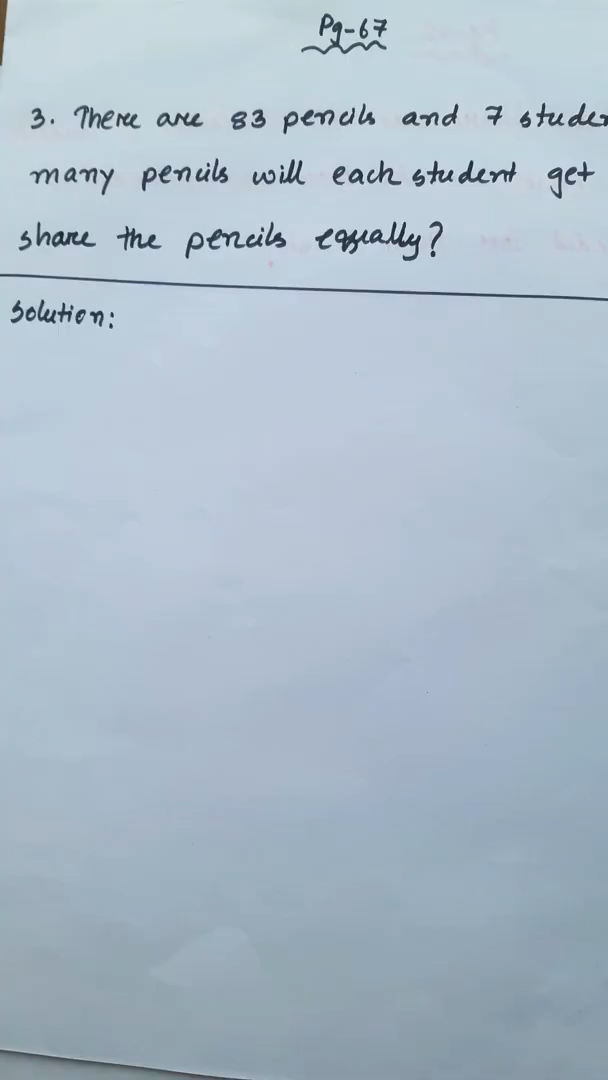 Pg-67
3. There are 83 pencils and 7 studen
many pencils will each student get
share the pencils equally?
Solution: